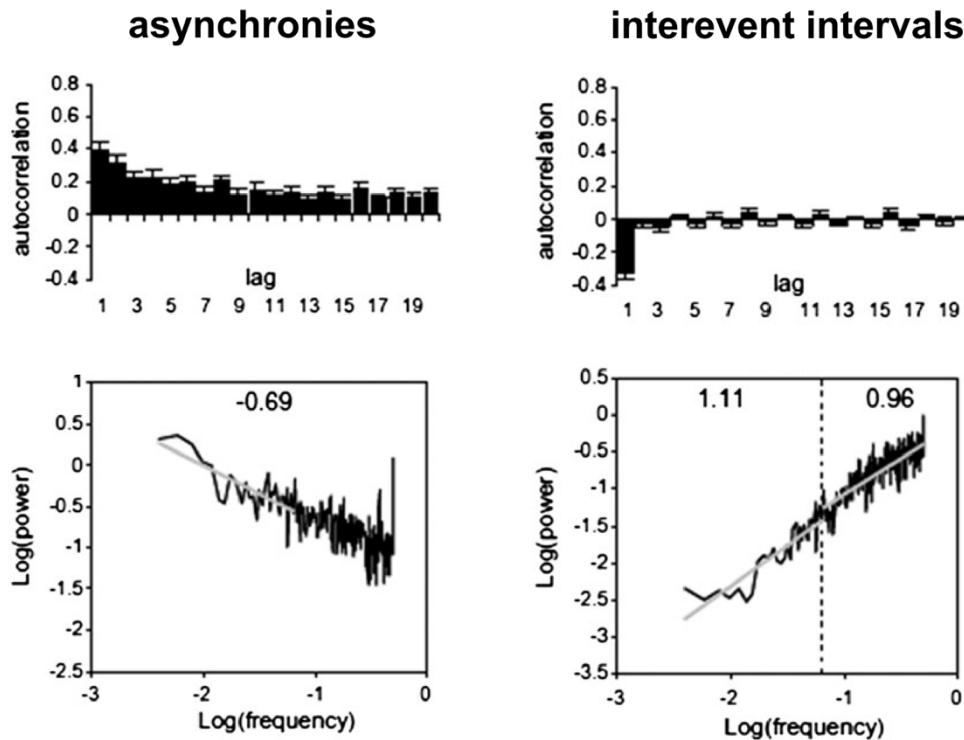 asynchronies
interevent intervals
autocorrelation
0.8
0.6
0.4
0.2
0
-0.2
-0.4
lag
1 3 5 7 9 11 13 15 17 19
autocorrelation
0.8
0.6
0.4
0.2
0
-0.2
-0.4
lag
1 3 5 7 9 11 13 15 17 19
Log(power)
1
0.5
0
-0.5
-1
-1.5
-2
-2.5
-0.69
-3 -2 -1 0
Log(frequency)
Log(power)
0.5
0
-0.5
-1.0
-1.5
-2.0
-2.5
-3
-3.5
1.11
0.96
-3 -2 -1 0
Log(frequency)